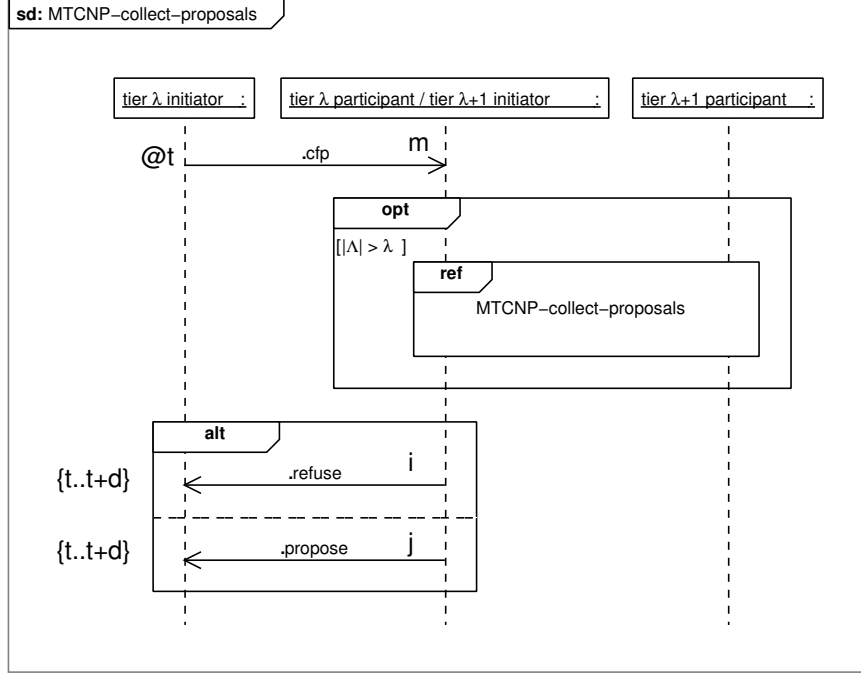 sd: MTCNP−collect−proposals
tier λ initiator :
tier λ participant / tier λ+1 initiator :
tier λ+1 participant :
@t
.cfp
m
opt
[|Λ| > λ ]
ref
MTCNP−collect−proposals
alt
{t..t+d}
.refuse
i
{t..t+d}
.propose
j